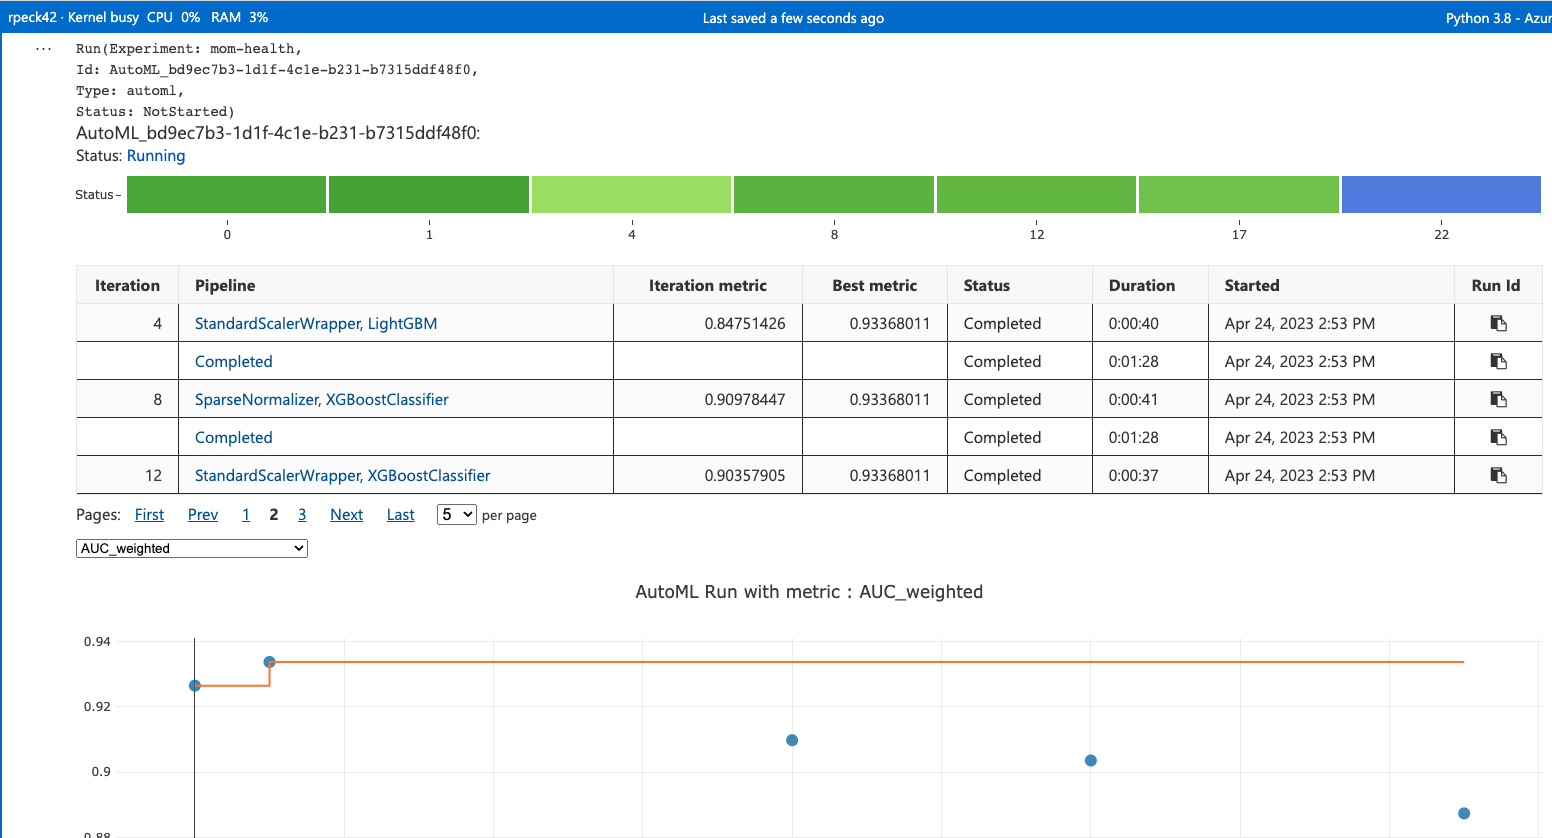 rpeck42 · Kernel busy CPU 0% RAM 3% Last saved a few seconds ago Python 3.8 - Azur
Run(Experiment: mom-health,
Id: AutoML_bd9ec7b3-1d1f-4c1e-b231-b7315ddf48f0,
Type: automl,
Status: NotStarted)
AutoML_bd9ec7b3-1d1f-4c1e-b231-b7315ddf48f0:
Status: Running
Status
0 1 4 8 12 17 22
Iteration Pipeline Iteration metric Best metric Status Duration Started Run Id
4 StandardScalerWrapper, LightGBM 0.84751426 0.93368011 Completed 0:00:40 Apr 24, 2023 2:53 PM
Completed Completed 0:01:28 Apr 24, 2023 2:53 PM
8 SparseNormalizer, XGBoostClassifier 0.90978447 0.93368011 Completed 0:00:41 Apr 24, 2023 2:53 PM
Completed Completed 0:01:28 Apr 24, 2023 2:53 PM
12 StandardScalerWrapper, XGBoostClassifier 0.90357905 0.93368011 Completed 0:00:37 Apr 24, 2023 2:53 PM
Pages: First Prev 1 2 3 Next Last 5 per page
AUC_weighted
AutoML Run with metric : AUC_weighted
0.94
0.92
0.9
0.88